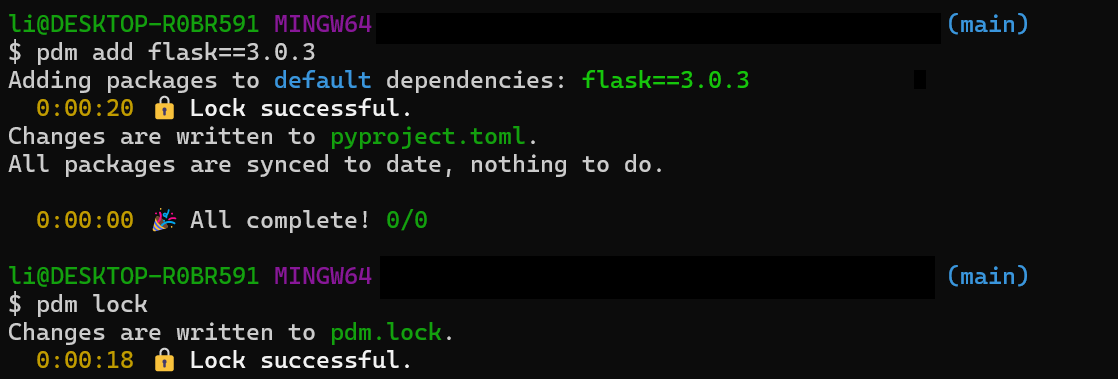 li@DESKTOP-R0BR591 MINGW64 (main)
$ pdm add flask==3.0.3
Adding packages to default dependencies: flask==3.0.3
0:00:20 🔒 Lock successful.
Changes are written to pyproject.toml.
All packages are synced to date, nothing to do.
0:00:00 🎉 All complete! 0/0
li@DESKTOP-R0BR591 MINGW64 (main)
$ pdm lock
Changes are written to pdm.lock.
0:00:18 🔒 Lock successful.